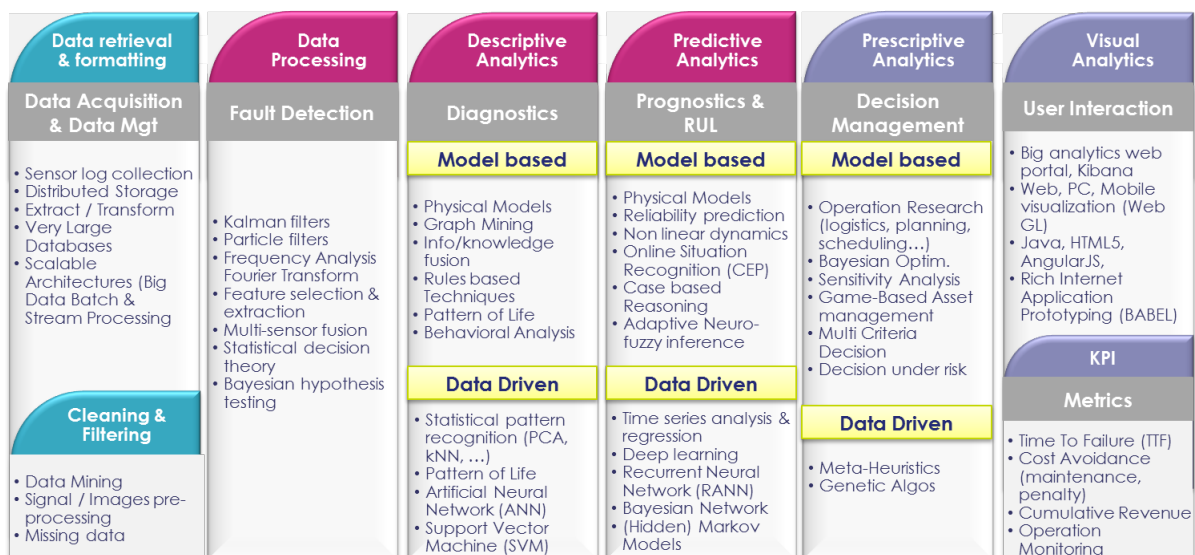 Data retrieval
& formatting
Data Acquisition
& Data Mgt
• Sensor log collection
• Distributed Storage
• Extract / Transform
• Very Large
Databases
• Scalable
Architectures (Big
Data Batch &
Stream Processing
Cleaning &
Filtering
• Data Mining
• Signal / Images pre-
processing
• Missing data
Data
Processing
Fault Detection
• Kalman filters
• Particle filters
• Frequency Analysis
Fourier Transform
• Feature selection &
extraction
• Multi-sensor fusion
• Statistical decision
theory
• Bayesian hypothesis
testing
Descriptive
Analytics
Diagnostics
Model based
• Physical Models
• Graph Mining
• Info/knowledge
fusion
• Rules based
Techniques
• Pattern of Life
• Behavioral Analysis
Data Driven
• Statistical pattern
recognition (PCA,
kNN, ...)
• Pattern of Life
• Artificial Neural
Network (ANN)
• Support Vector
Machine (SVM)
Predictive
Analytics
Prognostics &
RUL
Model based
• Physical Models
• Reliability prediction
• Non linear dynamics
• Online Situation
Recognition (CEP)
• Case based
Reasoning
• Adaptive Neuro-
fuzzy inference
Data Driven
• Time series analysis &
regression
• Deep learning
• Recurrent Neural
Network (RANN)
• Bayesian Network
• (Hidden) Markov
Models
Prescriptive
Analytics
Decision
Management
Model based
• Operation Research
(logistics, planning,
scheduling...)
• Bayesian Optim.
• Sensitivity Analysis
• Game-Based Asset
management
• Multi Criteria
Decision
• Decision under risk
Data Driven
• Meta-Heuristics
• Genetic Algos
Visual
Analytics
User Interaction
• Big analytics web
portal, Kibana
• Web, PC, Mobile
visualization (Web
GL)
• Java, HTML5,
AngularJS,
• Rich Internet
Application
Prototyping (BABEL)
KPI
Metrics
• Time To Failure (TTF)
• Cost Avoidance
(maintenance,
penalty)
• Cumulative Revenue
• Operation
Monitoring